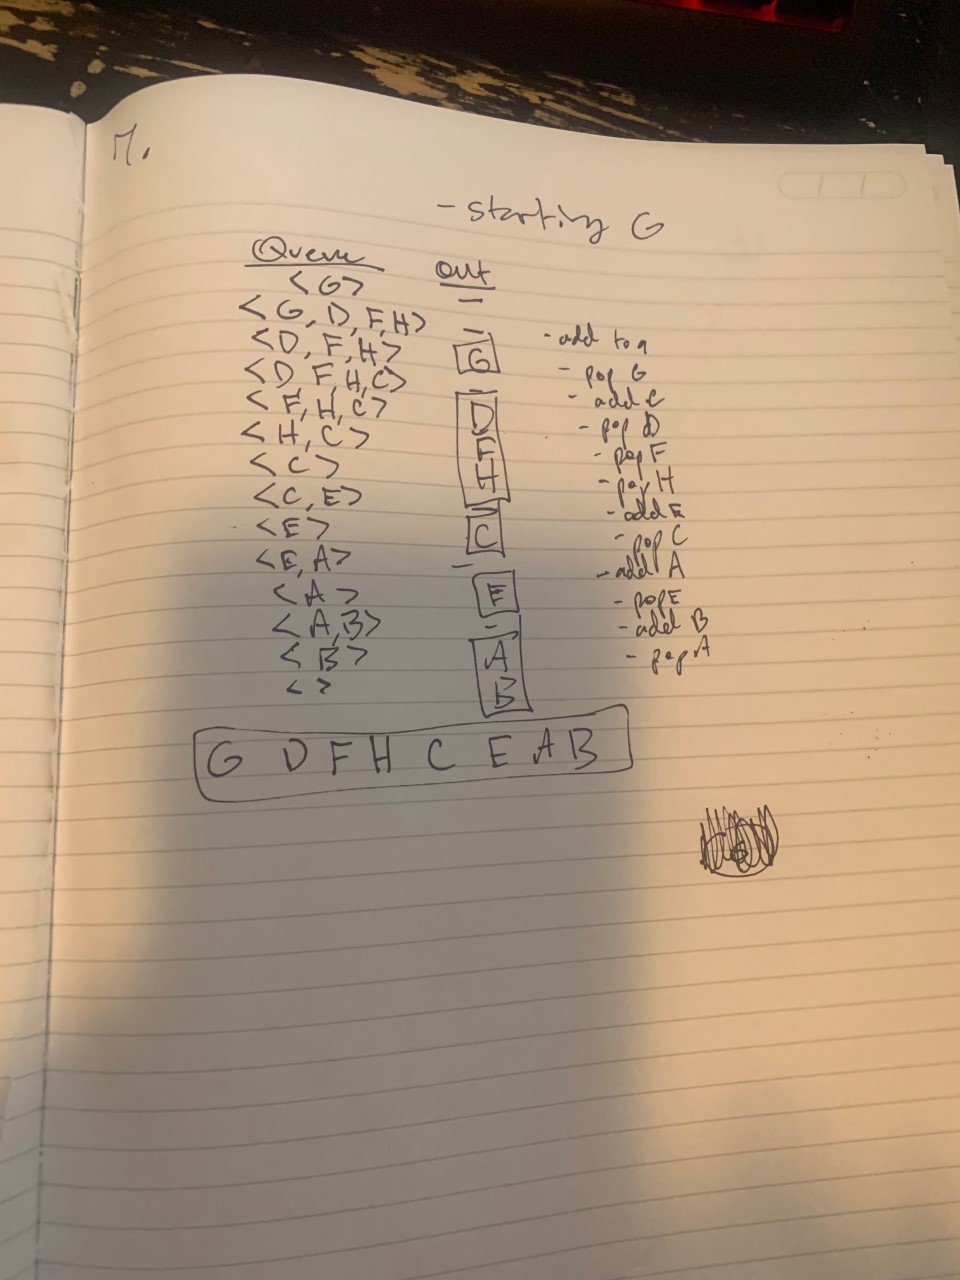 7.
- starting G
Queue out
<G> -
<G, D, F, H> - - add to q
<D, F, H> G - pop G
<D, F, H, C> - - add C
<F, H, C> D - pop D
<H, C> F - pop F
<C> H - pop H
<C, E> - - add E
<E> C - pop C
<E, A> - - add A
<A> E - pop E
<A, B> - - add B
<B> A - pop A
< > B
G D F H C E A B